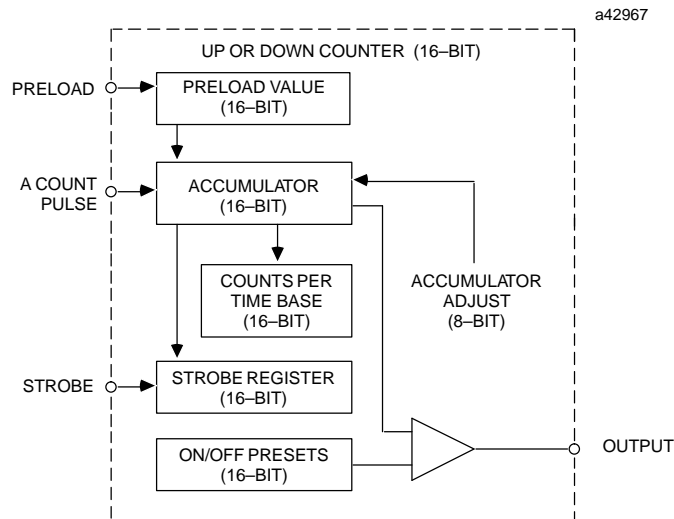 a42967
UP OR DOWN COUNTER (16–BIT)
PRELOAD
PRELOAD VALUE
(16–BIT)
A COUNT
PULSE
ACCUMULATOR
(16–BIT)
COUNTS PER
TIME BASE
(16–BIT)
ACCUMULATOR
ADJUST
(8–BIT)
STROBE
STROBE REGISTER
(16–BIT)
ON/OFF PRESETS
(16–BIT)
OUTPUT